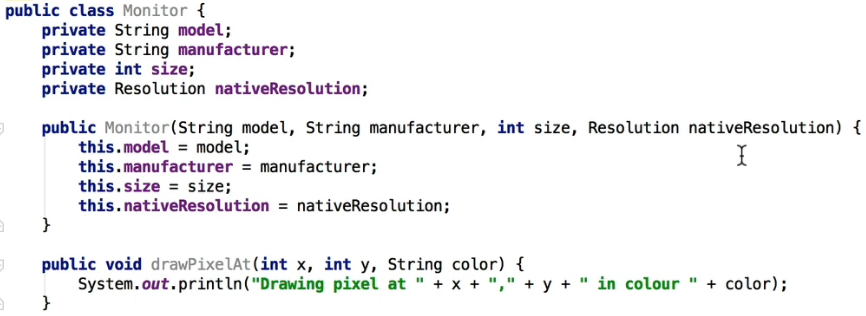 public class Monitor {
    private String model;
    private String manufacturer;
    private int size;
    private Resolution nativeResolution;

    public Monitor(String model, String manufacturer, int size, Resolution nativeResolution) {
        this.model = model;
        this.manufacturer = manufacturer;
        this.size = size;
        this.nativeResolution = nativeResolution;
    }

    public void drawPixelAt(int x, int y, String color) {
        System.out.println("Drawing pixel at " + x + "," + y + " in colour " + color);
    }